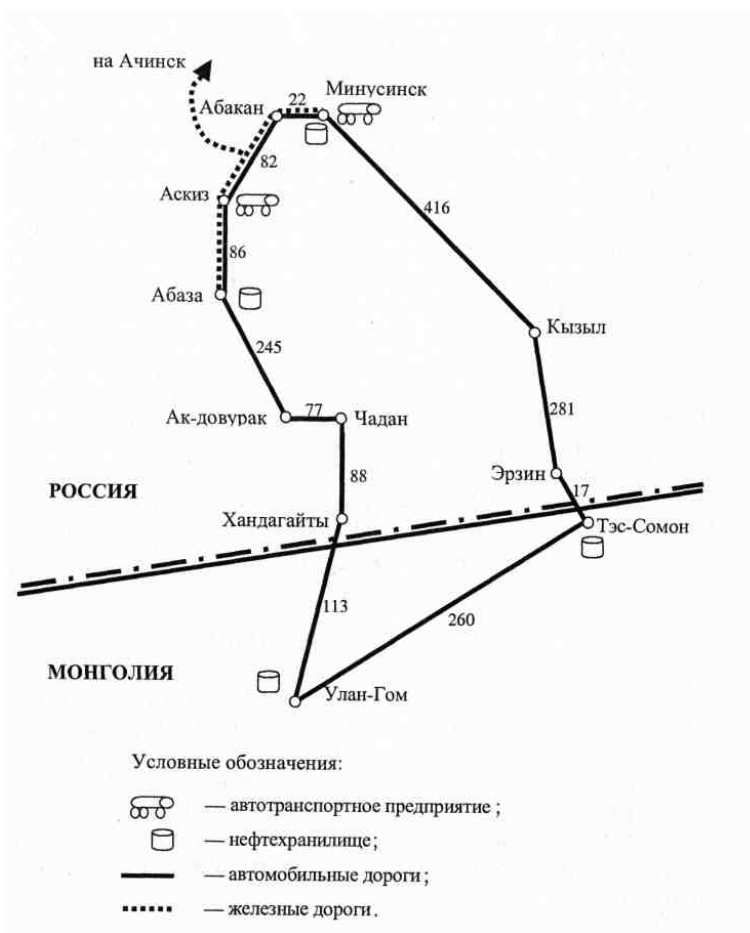 на Ачинск
Минусинск
22
Абакан
82
Аскиз
416
86
Абаза
Кызыл
245
77
Ак-довурак
Чадан
281
88
Эрзин
РОССИЯ
17
Хандагайты
Тэс-Сомон
113
260
МОНГОЛИЯ
Улан-Гом
Условные обозначения:
— автотранспортное предприятие ;
— нефтехранилище ;
— автомобильные дороги ;
— железные дороги .